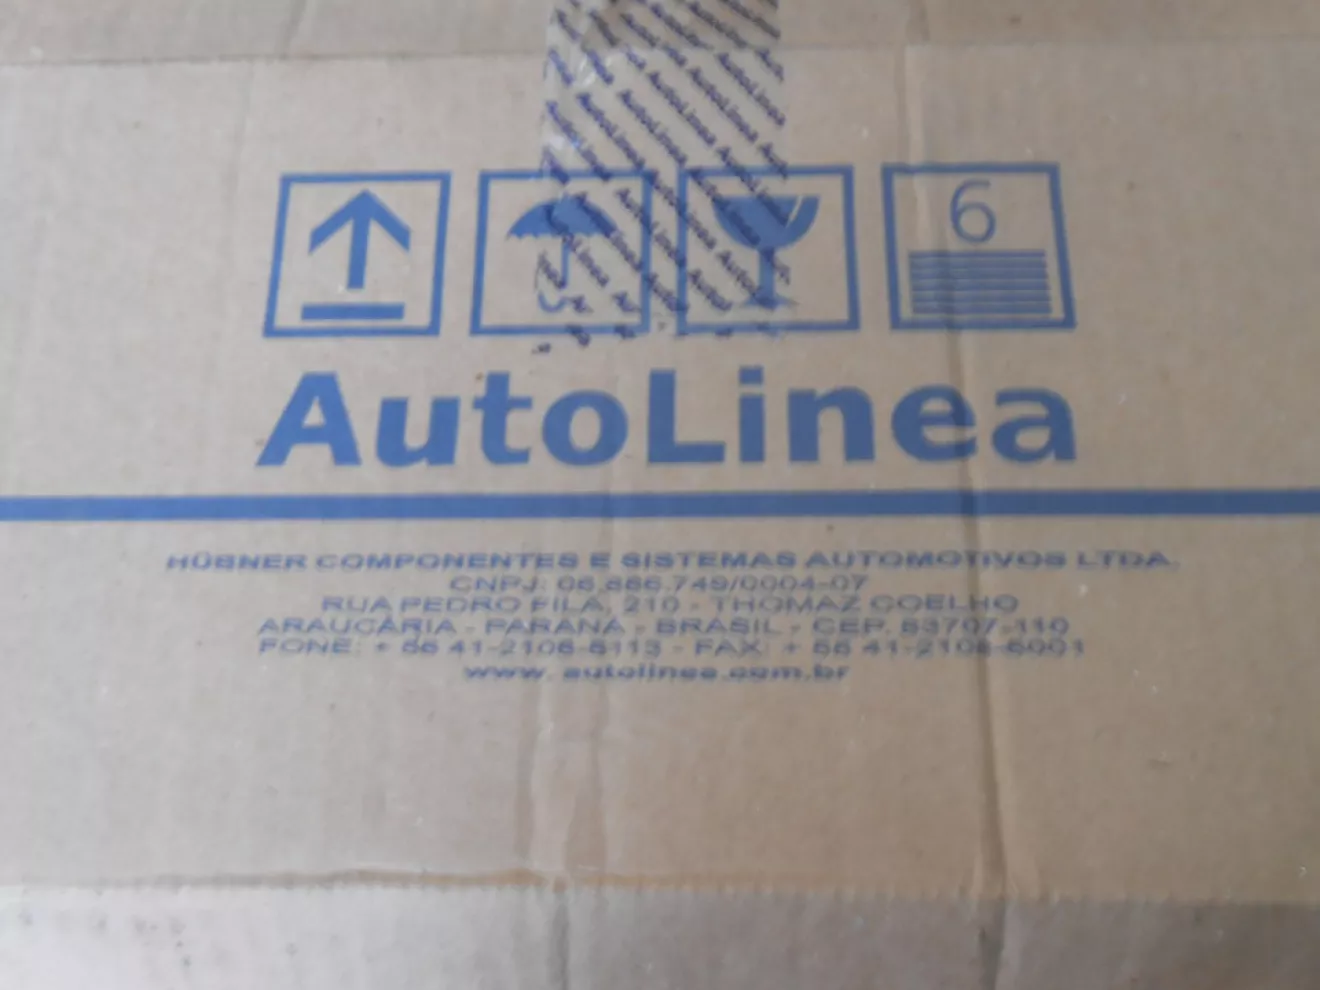 6
AutoLinea
HÜBNER COMPONENTES E SISTEMAS AUTOMOTIVOS LTDA.
CNPJ: 06.866.749/0004-07
RUA PEDRO FILA, 210 - THOMAZ COELHO
ARAUCÁRIA - PARANÁ - BRASIL - CEP. 83707-110
FONE: + 55 41-2106-8113 - FAX: + 55 41-2106-8001
www.autolinea.com.br